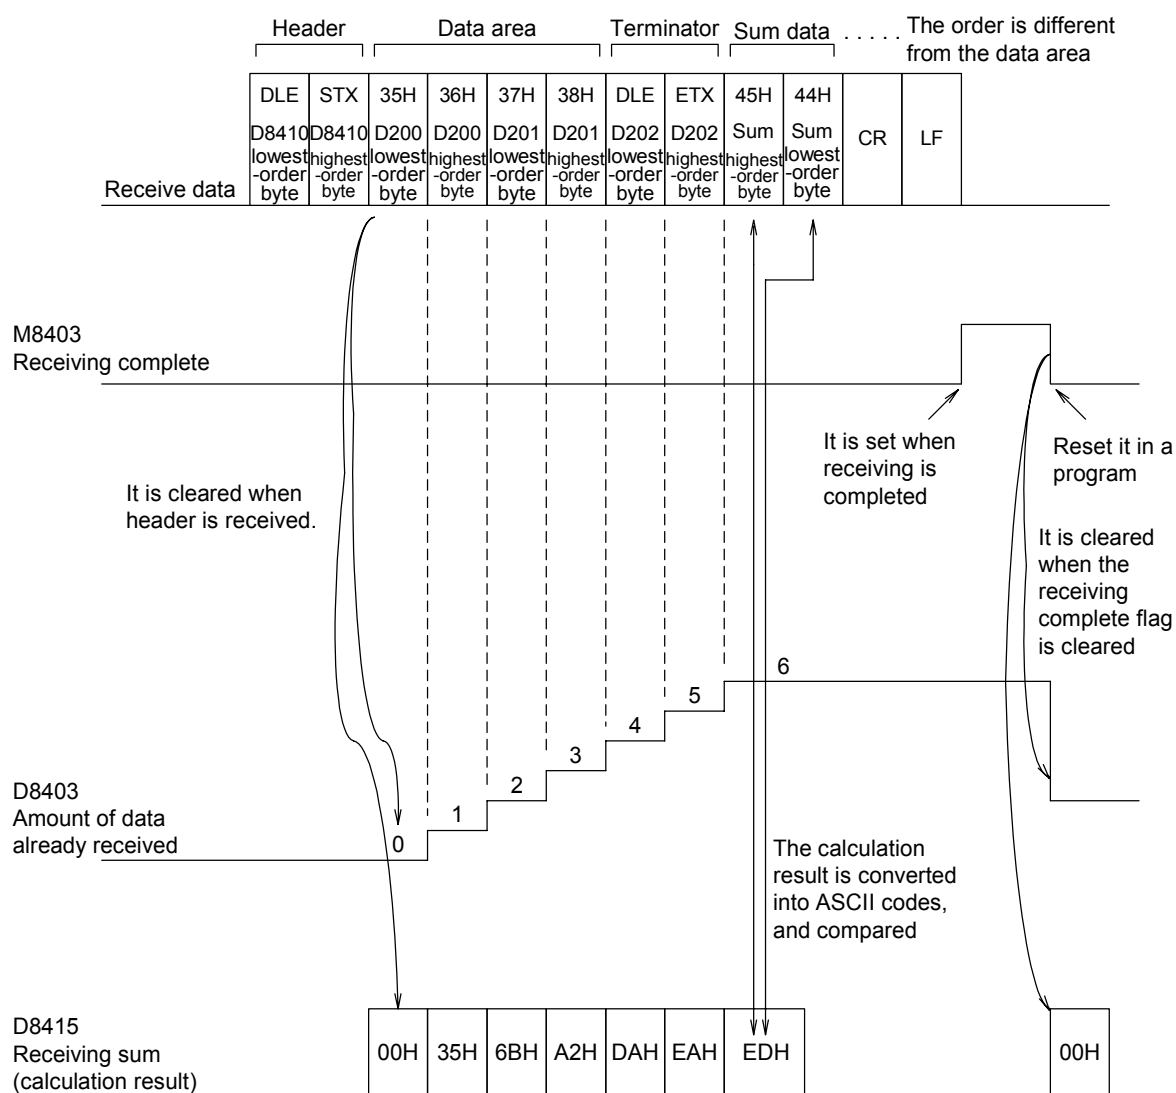 Header
Data area
Terminator
Sum data
. . . . .
The order is different
from the data area
DLE STX 35H 36H 37H 38H DLE ETX 45H 44H
D8410 D8410 D200 D200 D201 D201 D202 D202 Sum Sum
lowest highest lowest highest lowest highest lowest highest highest lowest
-order -order -order -order -order -order -order -order -order -order
byte byte byte byte byte byte byte byte byte byte
CR LF
Receive data
M8403
Receiving complete
It is set when
receiving is
completed
Reset it in a
program
It is cleared when
header is received.
It is cleared
when the
receiving
complete flag
is cleared
D8403
Amount of data
already received
0 1 2 3 4 5 6
The calculation
result is converted
into ASCII codes,
and compared
D8415
Receiving sum
(calculation result)
00H 35H 6BH A2H DAH EAH EDH 00H